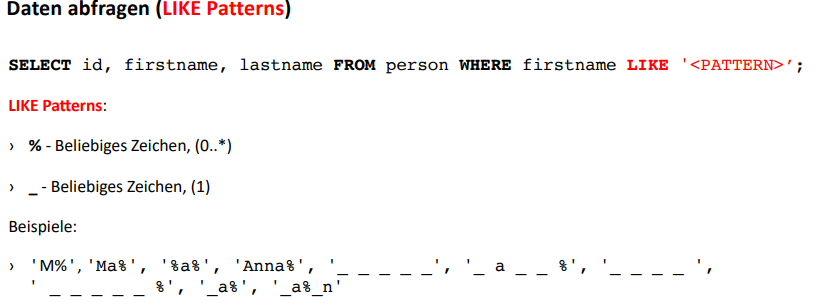 Daten abfragen (LIKE Patterns)
SELECT id, firstname, lastname FROM person WHERE firstname LIKE '<PATTERN>’;
LIKE Patterns:
› % - Beliebiges Zeichen, (0..*)
› _ - Beliebiges Zeichen, (1)
Beispiele:
› 'M%', 'Ma%', '%a%', 'Anna%', '_ _ _ _ _', '_ a _ _ %', '_ _ _ _ ',
' _ _ _ _ _ %', '_a%', '_a%_n'